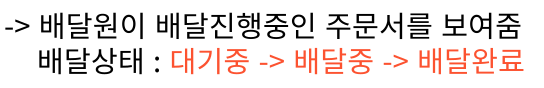 -> 배달원이 배달진행중인 주문서를 보여줌
배달상태 : 대기중 -> 배달중 -> 배달완료